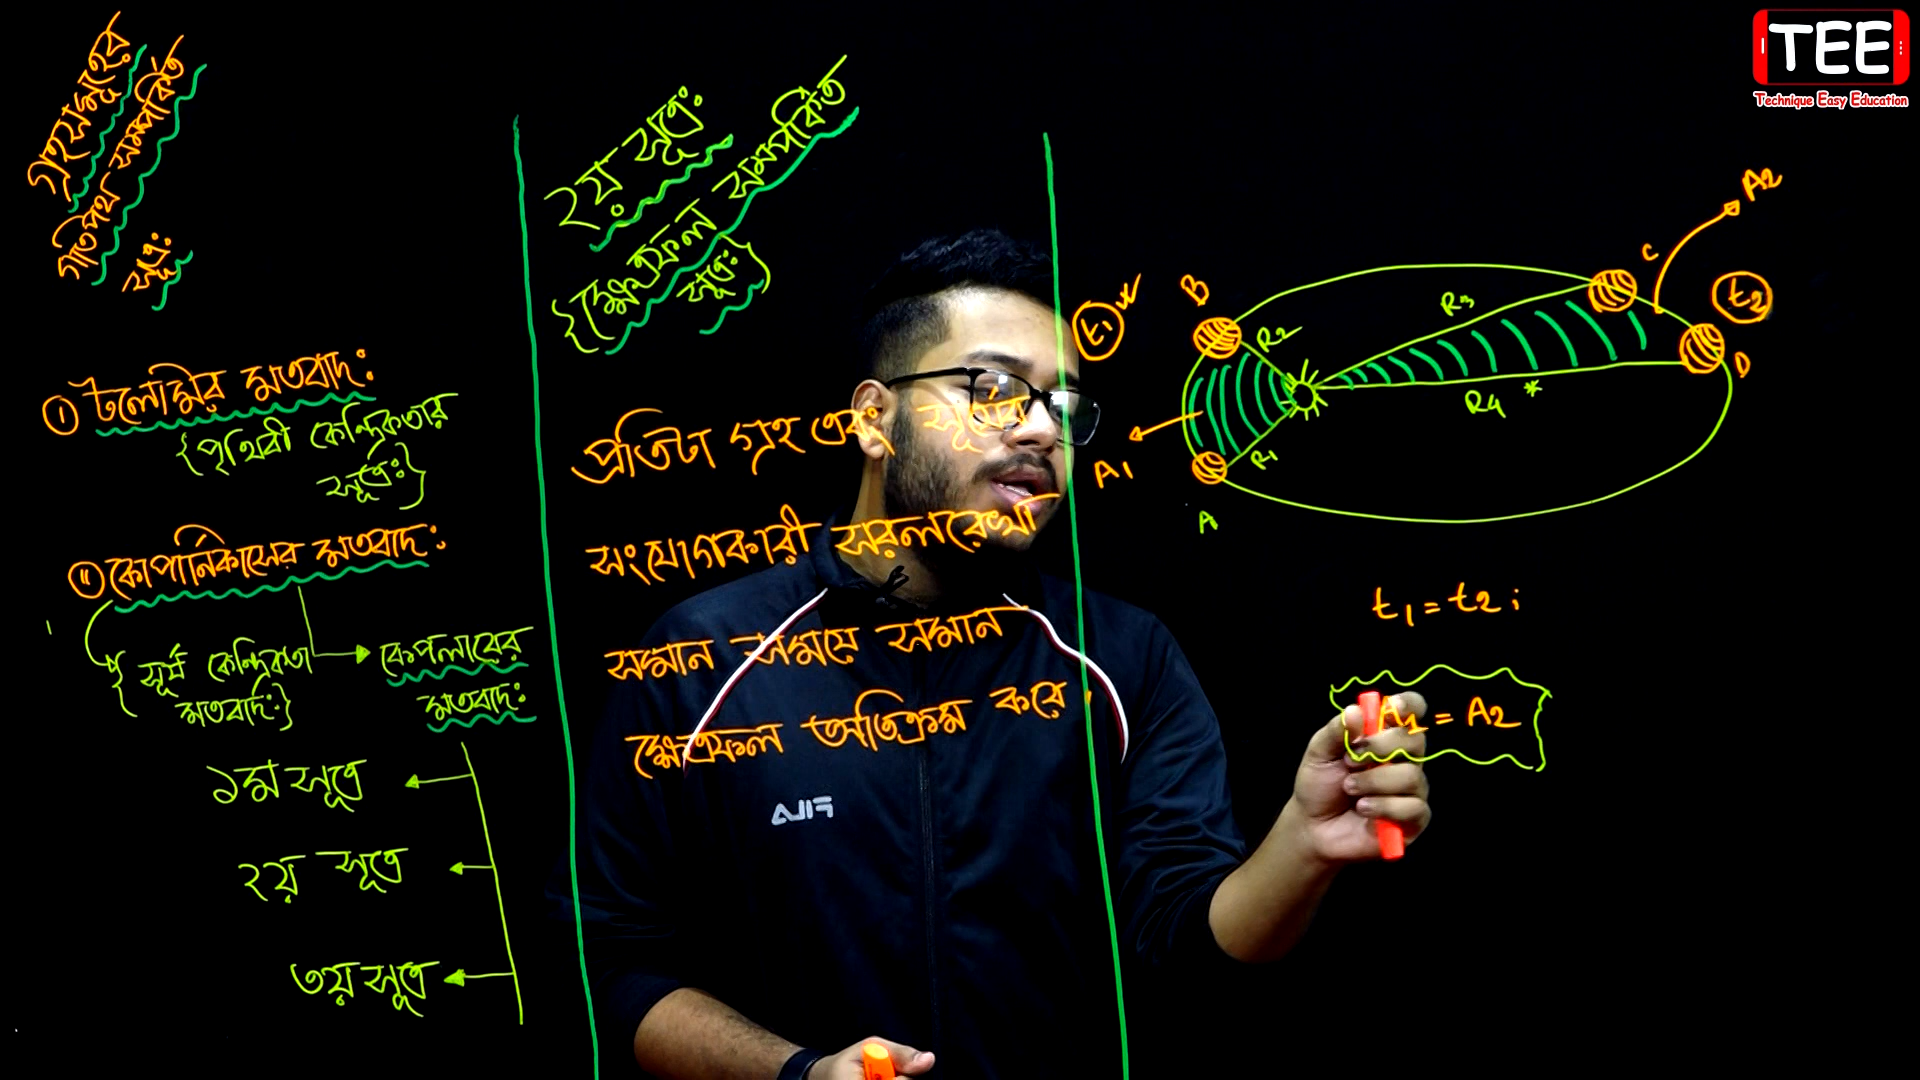 গ্রহসমূহের
গতিপথ সম্পর্কিত
সূত্র:
① টলেমির মতবাদ:
{পৃথিবী কেন্দ্রিকতার
সূত্র:}
② কোপার্নিকাসের মতবাদ:
{সূর্য কেন্দ্রিকতা
মতবাদ:}
কেপলারের
মতবাদ:
১ম সূত্র
২য় সূত্র
৩য় সূত্র
২য় সূত্র:
{ক্ষেত্রফল সম্পর্কিত
সূত্র:}
প্রতিটা গ্রহ এবং সূর্যের
সংযোগকারী সরলরেখা
সমান সময়ে সমান
ক্ষেত্রফল অতিক্রম করে।
TEE
Technique Easy Education
A2
C
B
t1
R3
t2
R2
D
R4 *
R1
A1
A
t1 = t2 ;
A1 = A2
FILA